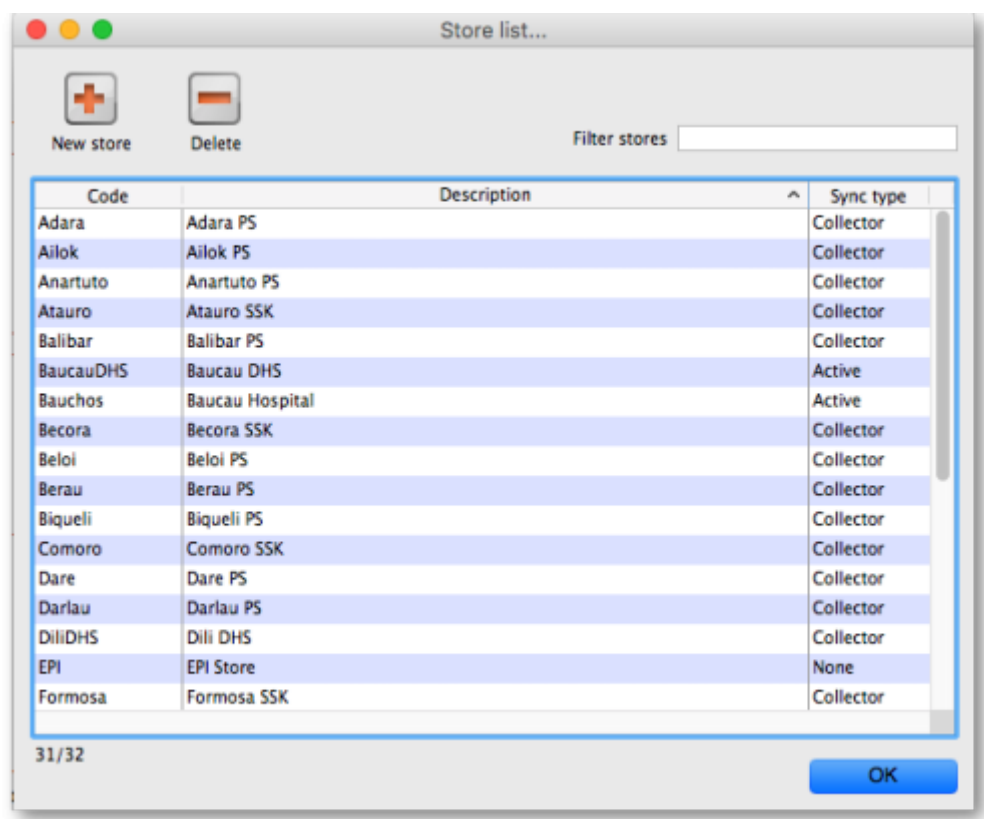 Store list...
New store Delete Filter stores
Code Description Sync type
Adara Adara PS Collector
Ailok Ailok PS Collector
Anartuto Anartuto PS Collector
Atauro Atauro SSK Collector
Balibar Balibar PS Collector
BaucauDHS Baucau DHS Active
Bauchos Baucau Hospital Active
Becora Becora SSK Collector
Beloi Beloi PS Collector
Berau Berau PS Collector
Biqueli Biqueli PS Collector
Comoro Comoro SSK Collector
Dare Dare PS Collector
Darlau Darlau PS Collector
DiliDHS Dili DHS Collector
EPI EPI Store None
Formosa Formosa SSK Collector
31/32
OK